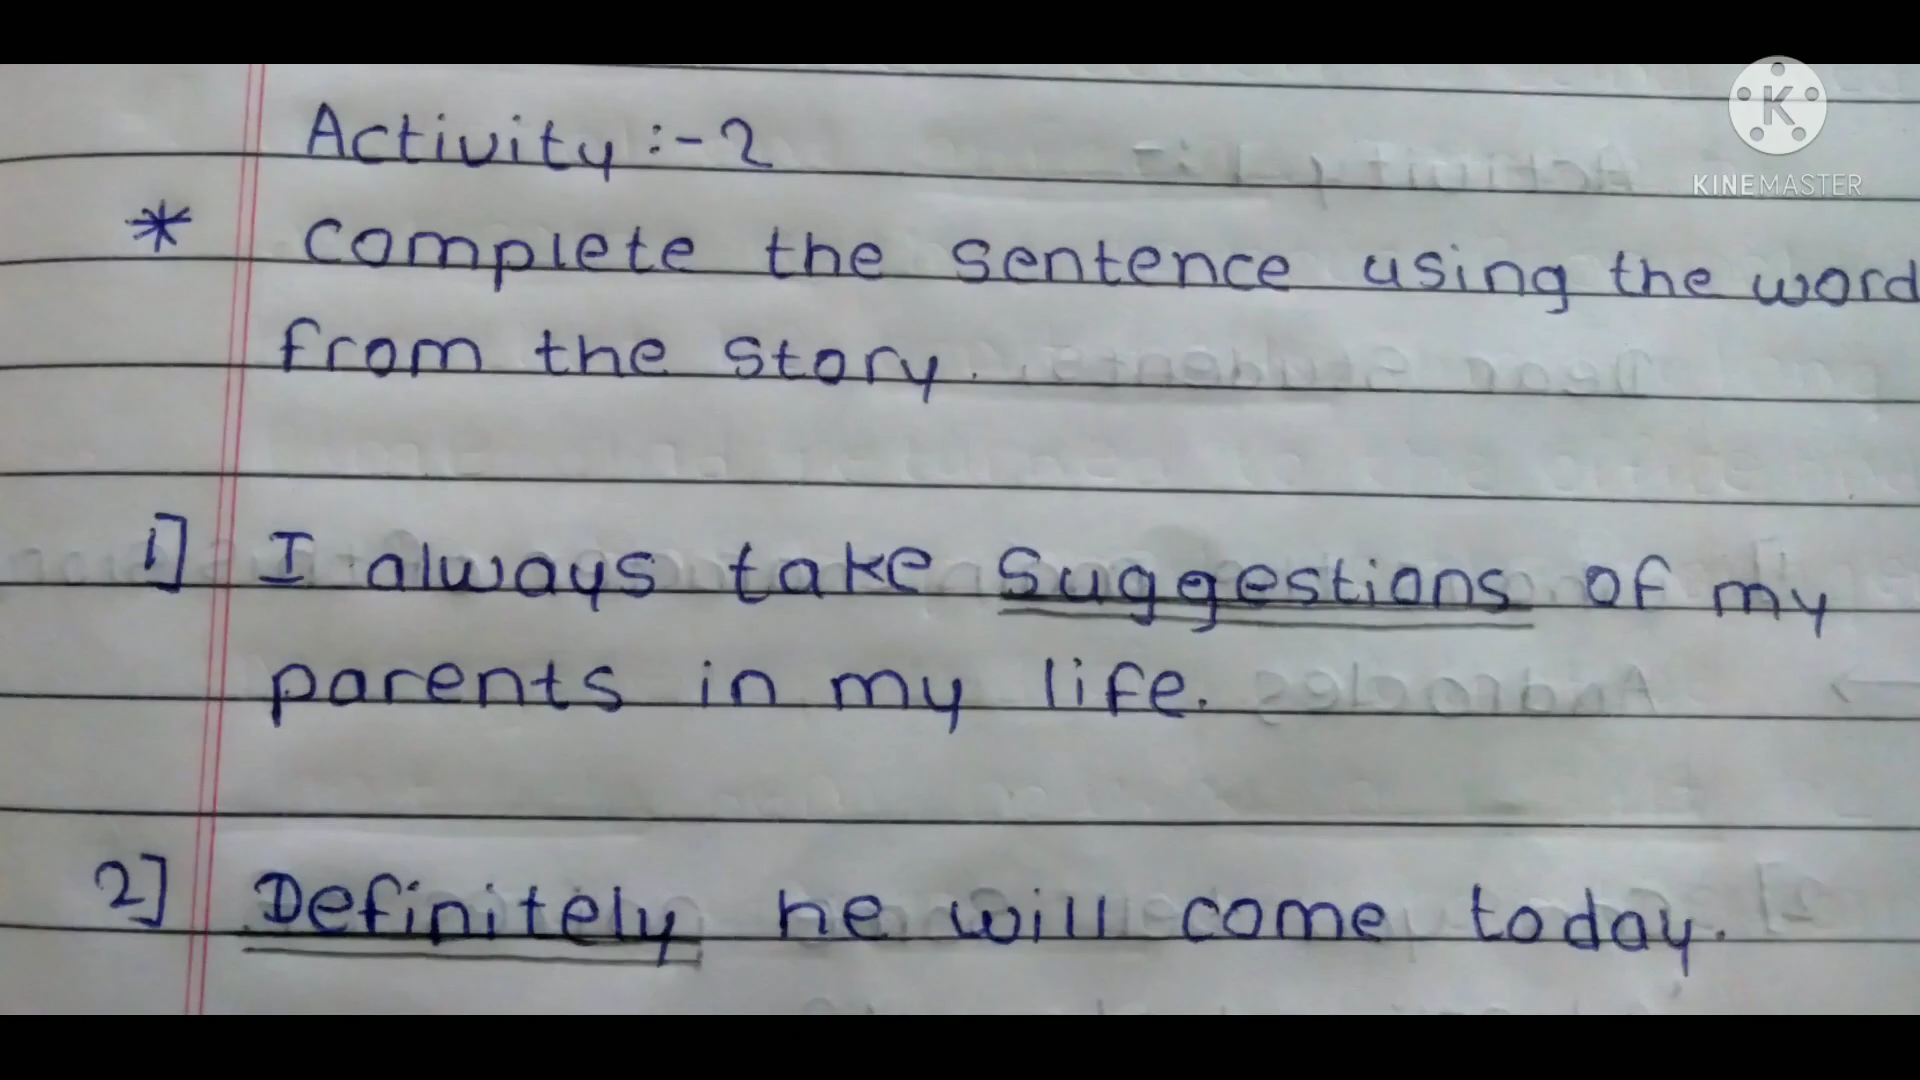 Activity :- 2
KINEMASTER
* complete the sentence using the word
from the story.
1] I always take suggestions of my
parents in my life.
2] Definitely he will come today.